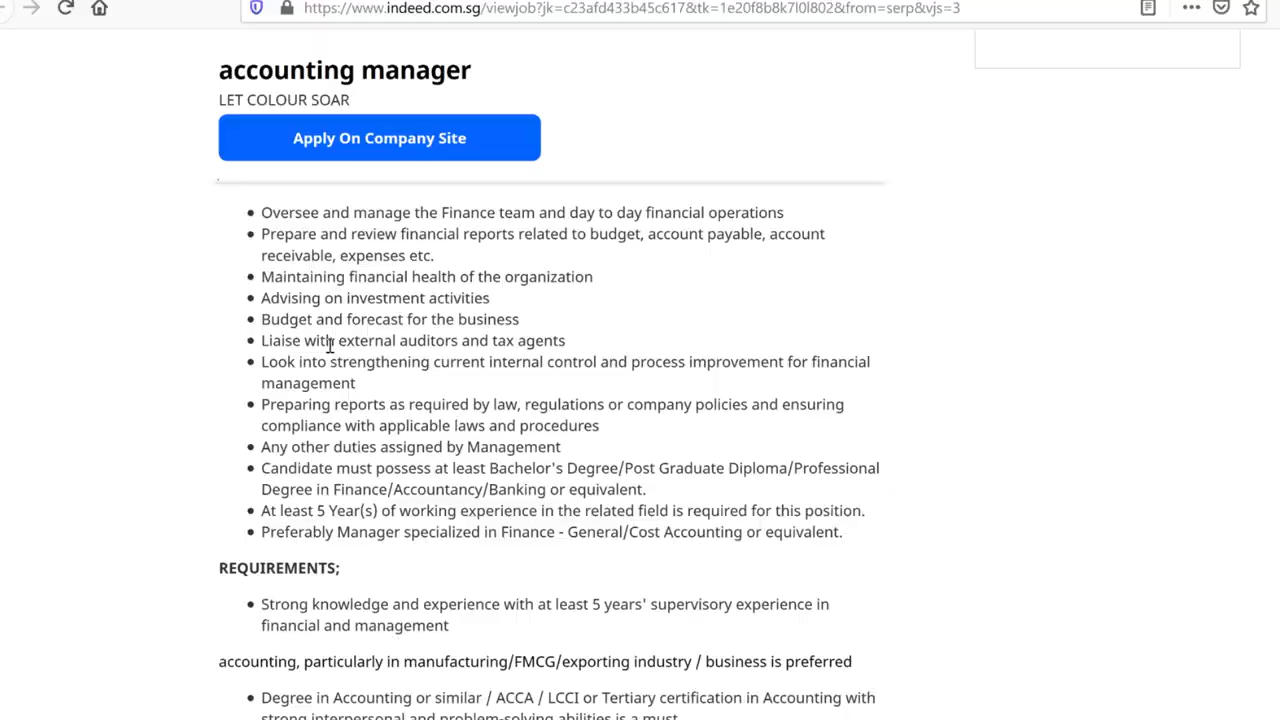 https://www.indeed.com.sg/viewjob?jk=c23afd433b45c617&tk=1e20f8b8k7l0l802&from=serp&vjs=3
accounting manager
LET COLOUR SOAR
Apply On Company Site
Oversee and manage the Finance team and day to day financial operations
Prepare and review financial reports related to budget, account payable, account
receivable, expenses etc.
Maintaining financial health of the organization
Advising on investment activities
Budget and forecast for the business
Liaise with external auditors and tax agents
Look into strengthening current internal control and process improvement for financial
management
Preparing reports as required by law, regulations or company policies and ensuring
compliance with applicable laws and procedures
Any other duties assigned by Management
Candidate must possess at least Bachelor's Degree/Post Graduate Diploma/Professional
Degree in Finance/Accountancy/Banking or equivalent.
At least 5 Year(s) of working experience in the related field is required for this position.
Preferably Manager specialized in Finance - General/Cost Accounting or equivalent.
REQUIREMENTS;
Strong knowledge and experience with at least 5 years' supervisory experience in
financial and management
accounting, particularly in manufacturing/FMCG/exporting industry / business is preferred
Degree in Accounting or similar / ACCA / LCCI or Tertiary certification in Accounting with
strong interpersonal and problem-solving abilities is a must